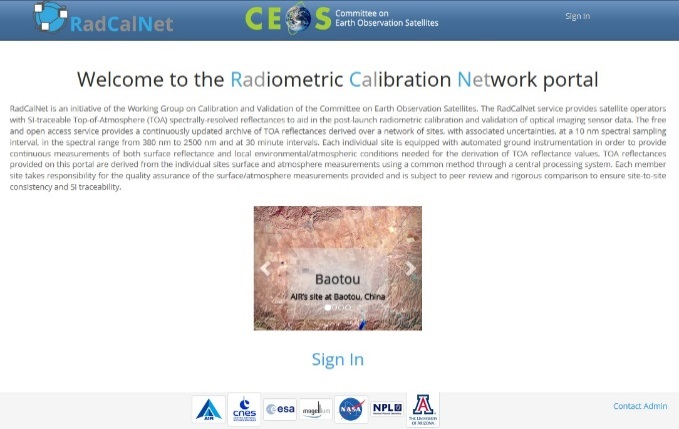 RadCalNet
CEOS
Committee on
Earth Observation Satellites
Sign In
Welcome to the Radiometric Calibration Network portal
RadCalNet is an initiative of the Working Group on Calibration and Validation of the Committee on Earth Observation Satellites. The RadCalNet service provides satellite operators
with SI-traceable Top-of-Atmosphere (TOA) spectrally-resolved reflectances to aid in the post-launch radiometric calibration and validation of optical imaging sensor data. The free
and open access service provides a continuously updated archive of TOA reflectances derived over a network of sites, with associated uncertainties, at a 10 nm spectral sampling
interval, in the spectral range from 380 nm to 2500 nm and at 30 minute intervals. Each individual site is equipped with automated ground instrumentation in order to provide
continuous measurements of both surface reflectance and local environmental/atmospheric conditions needed for the derivation of TOA reflectance values. TOA reflectances
provided on this portal are derived from the individual sites surface and atmosphere measurements using a common method through a central processing system. Each member
site takes responsibility for the quality assurance of the surface/atmosphere measurements provided and is subject to peer review and rigorous comparison to ensure site-to-site
consistency and SI traceability.
Baotou
AIR's site at Baotou, China
Sign In
AIR
cnes
esa
magellium
NASA
NPL
A
THE UNIVERSITY
OF ARIZONA
Contact Admin